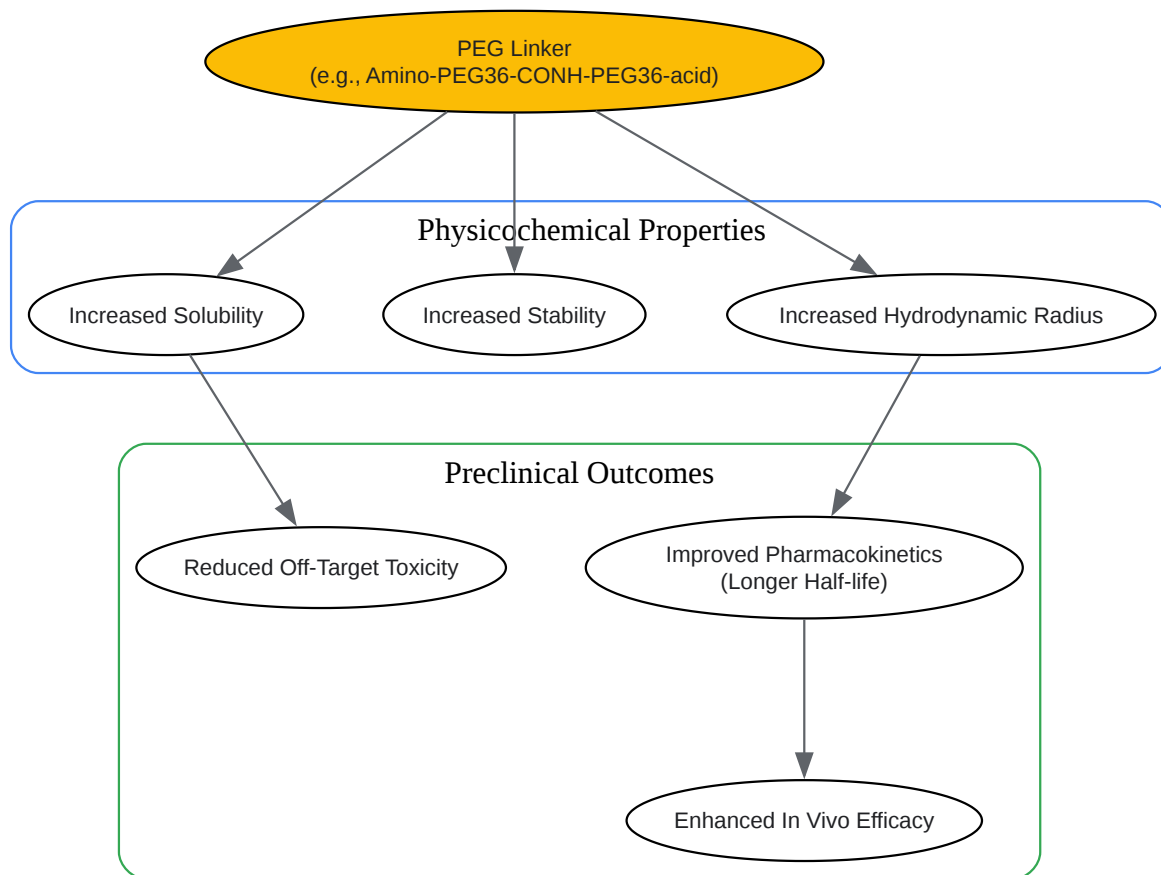 PEG Linker
(e.g., Amino-PEG36-CONH-PEG36-acid)
Physicochemical Properties
Increased Solubility
Increased Stability
Increased Hydrodynamic Radius
Preclinical Outcomes
Reduced Off-Target Toxicity
Improved Pharmacokinetics
(Longer Half-life)
Enhanced In Vivo Efficacy